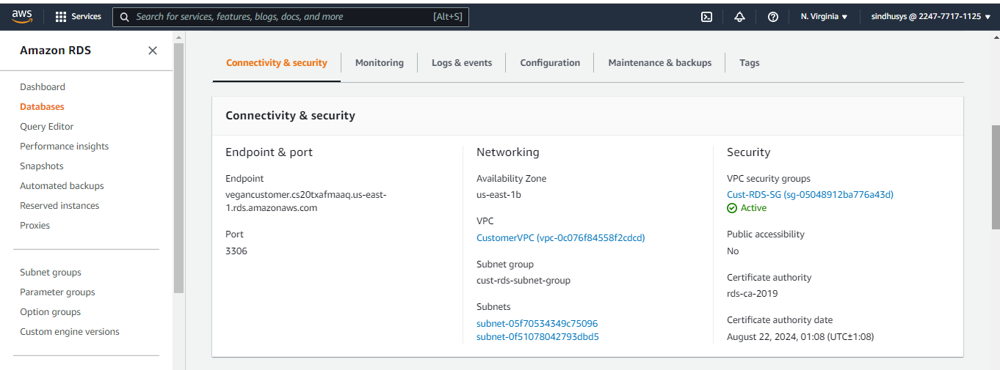 aws
Services
Search for services, features, blogs, docs, and more
[Alt+S]
N. Virginia
sindhusys @ 2247-7717-1125
Amazon RDS
Dashboard
Databases
Query Editor
Performance insights
Snapshots
Automated backups
Reserved instances
Proxies
Subnet groups
Parameter groups
Option groups
Custom engine versions
Connectivity & security
Monitoring
Logs & events
Configuration
Maintenance & backups
Tags
Connectivity & security
Endpoint & port
Endpoint
vegancustomer.cs20txafmaaq.us-east-
1.rds.amazonaws.com
Port
3306
Networking
Availability Zone
us-east-1b
VPC
CustomerVPC (vpc-0c076f84558f2cdcd)
Subnet group
cust-rds-subnet-group
Subnets
subnet-05f70534349c75096
subnet-0f51078042793dbd5
Security
VPC security groups
Cust-RDS-SG (sg-05048912ba776a43d)
Active
Public accessibility
No
Certificate authority
rds-ca-2019
Certificate authority date
August 22, 2024, 01:08 (UTC±1:08)